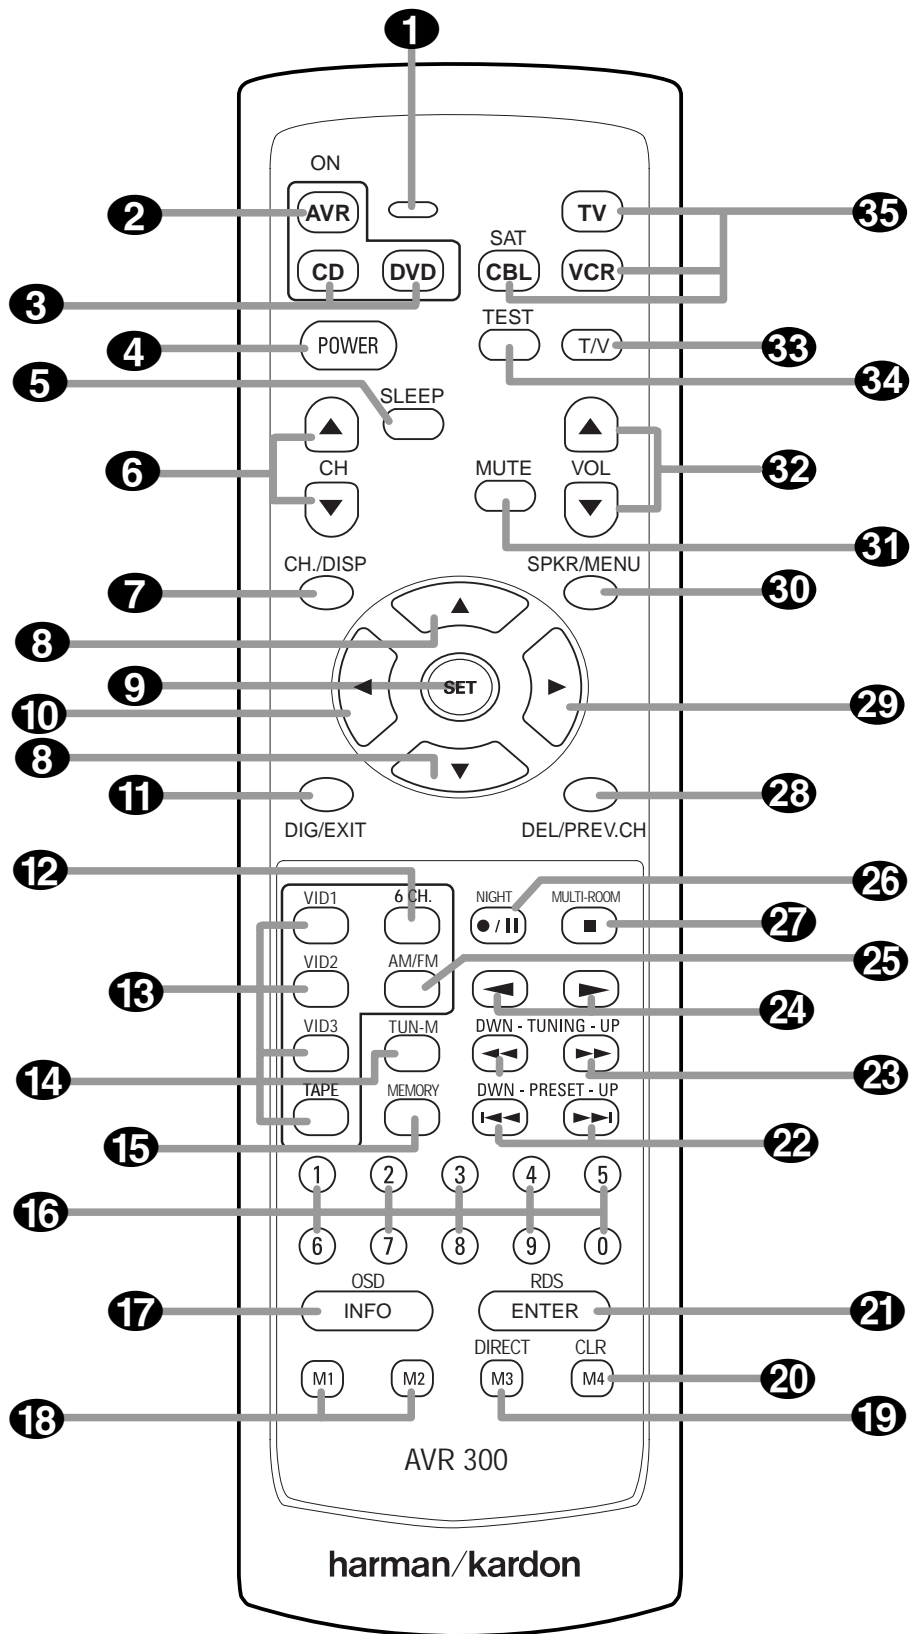 1
ON
2 AVR TV 35
SAT
3 CD DVD CBL VCR
TEST
4 POWER T/V 33
34
5 SLEEP
6 CH MUTE VOL 32
31
CH./DISP SPKR/MENU
7 30
8
9 SET
10 29
8
11 28
DIG/EXIT DEL/PREV.CH
12 26
VID1 6 CH. NIGHT MULTI-ROOM
27
VID2 AM/FM 25
13
24
VID3 TUN-M DWN - TUNING - UP
14 23
TAPE MEMORY DWN - PRESET - UP
15 22
1 2 3 4 5
16
6 7 8 9 0
OSD RDS
17 INFO ENTER 21
DIRECT CLR
M1 M2 M3 M4 20
18 19
AVR 300
harman/kardon